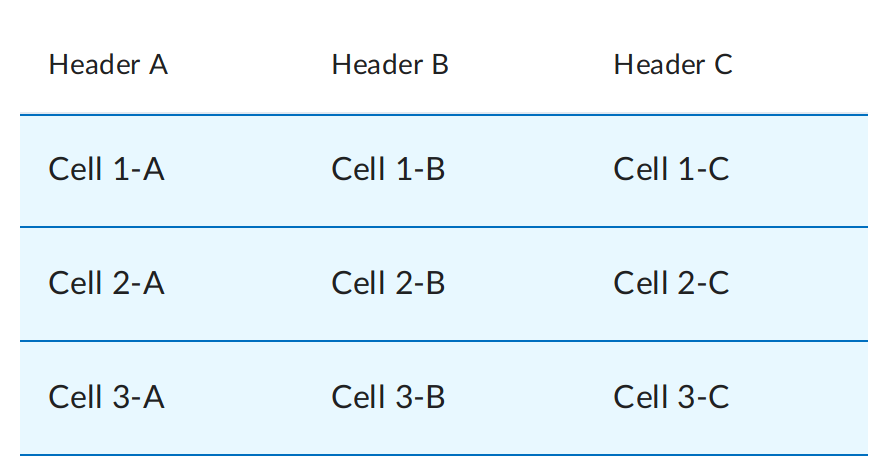 Header A Header B Header C
Cell 1-A Cell 1-B Cell 1-C
Cell 2-A Cell 2-B Cell 2-C
Cell 3-A Cell 3-B Cell 3-C